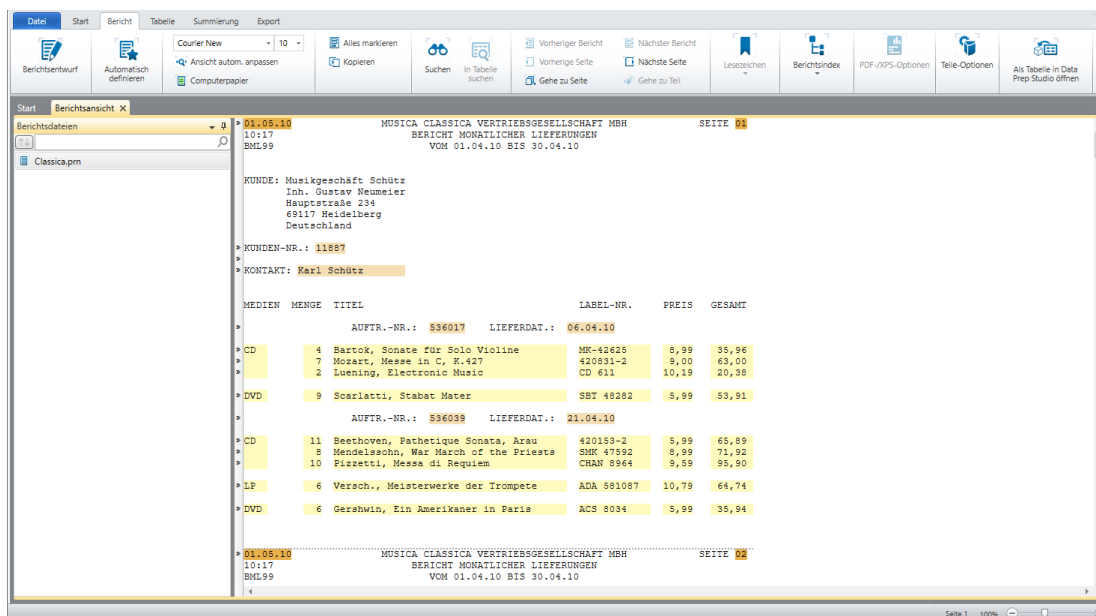 Datei Start Bericht Tabelle Summierung Export
Berichtsentwurf
Automatisch definieren
Courier New 10
Ansicht autom. anpassen
Computerpapier
Alles markieren
Kopieren
Suchen
In Tabelle suchen
Vorheriger Bericht
Vorherige Seite
Gehe zu Seite
Nächster Bericht
Nächste Seite
Gehe zu Teil
Lesezeichen
Berichtsindex
PDF-/XPS-Optionen
Teile-Optionen
Als Tabelle in Data Prep Studio öffnen
Start Berichtsansicht X
Berichtsdateien
Classica.prn
01.05.10 MUSICA CLASSICA VERTRIEBSGESELLSCHAFT MBH SEITE 01
10:17 BERICHT MONATLICHER LIEFERUNGEN
BML99 VOM 01.04.10 BIS 30.04.10
KUNDE: Musikgeschäft Schütz
Inh. Gustav Neumeier
Hauptstraße 234
69117 Heidelberg
Deutschland
KUNDEN-NR.: 11887
KONTAKT: Karl Schütz
MEDIEN MENGE TITEL LABEL-NR. PREIS GESAMT
AUFTR.-NR.: 536017 LIEFERDAT.: 06.04.10
CD 4 Bartok, Sonate für Solo Violine MK-42625 8,99 35,96
7 Mozart, Messe in C, K.427 420831-2 9,00 63,00
2 Luening, Electronic Music CD 611 10,19 20,38
DVD 9 Scarlatti, Stabat Mater SBT 48282 5,99 53,91
AUFTR.-NR.: 536039 LIEFERDAT.: 21.04.10
CD 11 Beethoven, Pathetique Sonata, Arau 420153-2 5,99 65,89
8 Mendelssohn, War March of the Priests SMK 47592 8,99 71,92
10 Pizzetti, Messa di Requiem CHAN 8964 9,59 95,90
LP 6 Versch., Meisterwerke der Trompete ADA 581087 10,79 64,74
DVD 6 Gershwin, Ein Amerikaner in Paris ACS 8034 5,99 35,94
01.05.10 MUSICA CLASSICA VERTRIEBSGESELLSCHAFT MBH SEITE 02
10:17 BERICHT MONATLICHER LIEFERUNGEN
BML99 VOM 01.04.10 BIS 30.04.10
Seite 1 100%